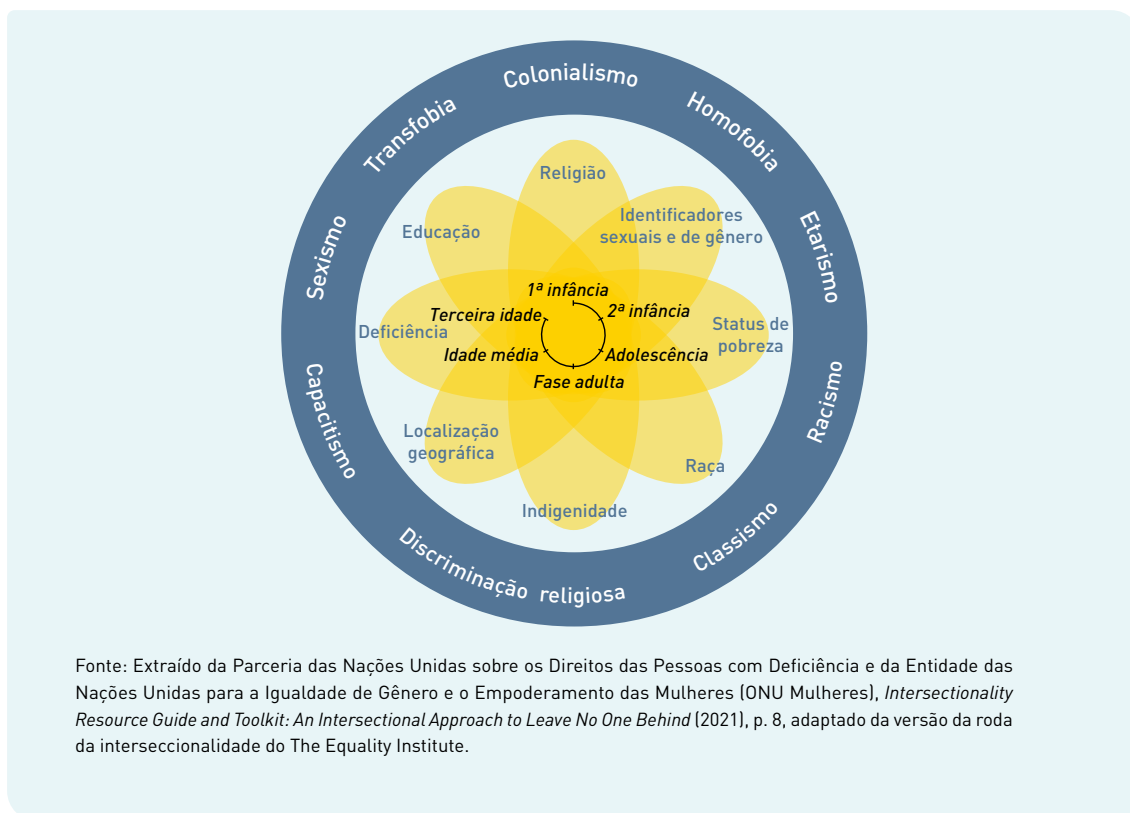 Colonialismo
Transfobia
Homofobia
Sexismo
Etarismo
Capacitismo
Racismo
Discriminação religiosa
Classismo
Religião
Educação
Identificadores
sexuais e de gênero
Deficiência
Status de
pobreza
Localização
geográfica
Raça
Indigenidade
1ª infância
Terceira idade
2ª infância
Idade média
Adolescência
Fase adulta
Fonte: Extraído da Parceria das Nações Unidas sobre os Direitos das Pessoas com Deficiência e da Entidade das
Nações Unidas para a Igualdade de Gênero e o Empoderamento das Mulheres (ONU Mulheres), Intersectionality
Resource Guide and Toolkit: An Intersectional Approach to Leave No One Behind (2021), p. 8, adaptado da versão da roda
da interseccionalidade do The Equality Institute.